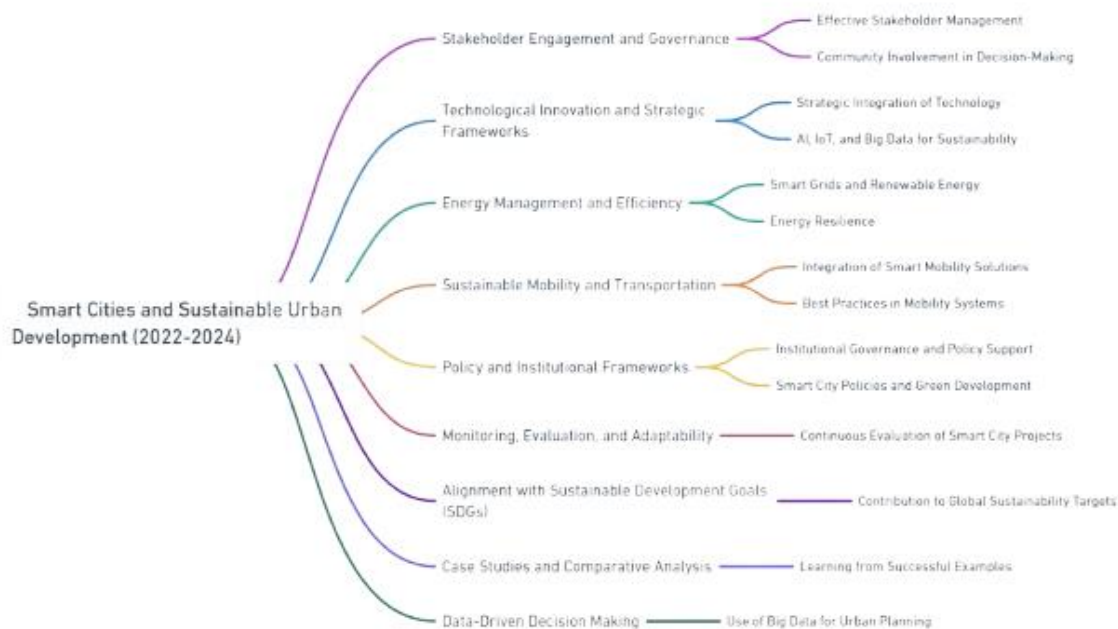 Effective Stakeholder Management
Stakeholder Engagement and Governance
Community Involvement in Decision-Making
Technological Innovation and Strategic
Frameworks
Strategic Integration of Technology
AI, IoT, and Big Data for Sustainability
Smart Grids and Renewable Energy
Energy Management and Efficiency
Energy Resilience
Integration of Smart Mobility Solutions
Sustainable Mobility and Transportation
Best Practices in Mobility Systems
Smart Cities and Sustainable Urban
Development (2022-2024)
Institutional Governance and Policy Support
Policy and Institutional Frameworks
Smart City Policies and Green Development
Monitoring, Evaluation, and Adaptability
Continuous Evaluation of Smart City Projects
Alignment with Sustainable Development Goals
(SDGs)
Contribution to Global Sustainability Targets
Case Studies and Comparative Analysis
Learning from Successful Examples
Data-Driven Decision Making
Use of Big Data for Urban Planning